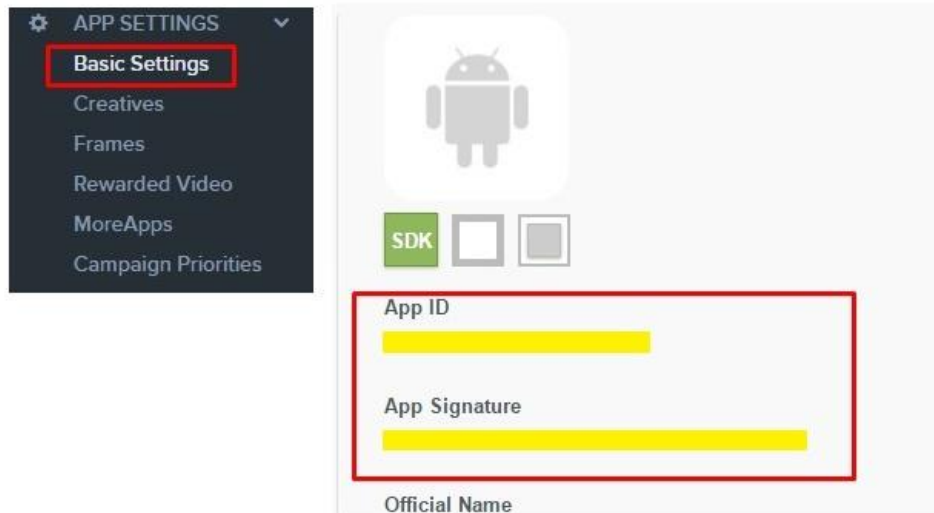 APP SETTINGS
Basic Settings
Creatives
Frames
Rewarded Video
MoreApps
Campaign Priorities
SDK
App ID
App Signature
Official Name